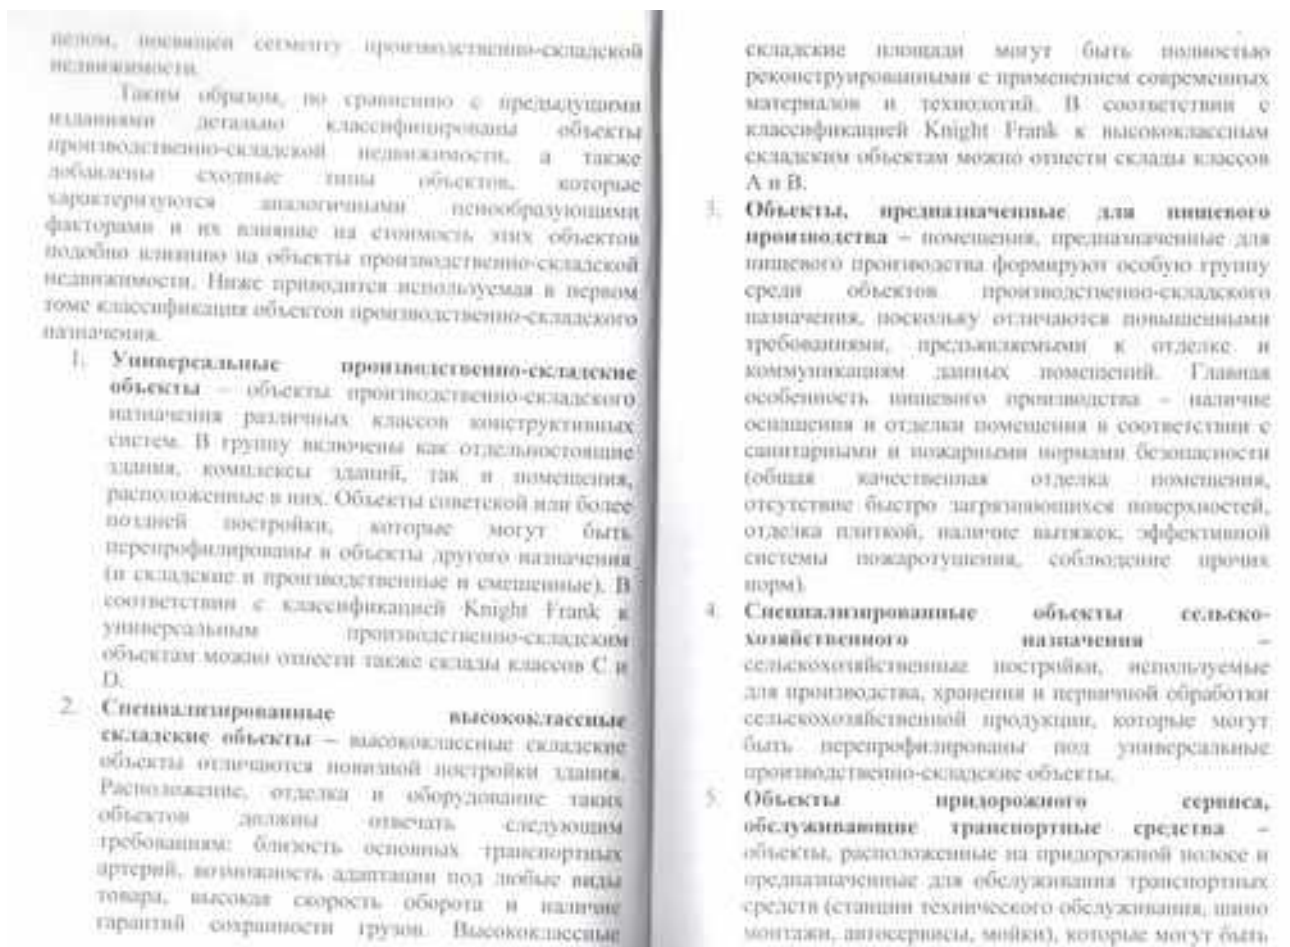 целом, посвящен сегменту производственно-складской
недвижимости.
Таким образом, по сравнению с предыдущими
изданиями детально классифицированы объекты
производственно-складской недвижимости, а также
добавлены сходные типы объектов, которые
характеризуются аналогичными ценообразующими
факторами и их влияние на стоимость этих объектов
подобно влиянию на объекты производственно-складской
недвижимости. Ниже приводится используемая в первом
томе классификация объектов производственно-складского
назначения.
1. Универсальные производственно-складские
объекты – объекты производственно-складского
назначения различных классов конструктивных
систем. В группу включены как отдельностоящие
здания, комплексы зданий, так и помещения,
расположенные в них. Объекты советской или более
поздней постройки, которые могут быть
перепрофилированы в объекты другого назначения
(и складские и производственные и смешенные). В
соответствии с классификацией Knight Frank к
универсальным производственно-складским
объектам можно отнести также склады классов С и
D.
2. Специализированные высококлассные
складские объекты – высококлассные складские
объекты отличаются новизной постройки здания.
Расположение, отделка и оборудование таких
объектов должны отвечать следующим
требованиям: близость основных транспортных
артерий, возможность адаптации под любые виды
товара, высокая скорость оборота и наличие
гарантий сохранности грузов. Высококлассные
складские площади могут быть полностью
реконструированными с применением современных
материалов и технологий. В соответствии с
классификацией Knight Frank к высококлассным
складским объектам можно отнести склады классов
А и В.
3. Объекты, предназначенные для пищевого
производства – помещения, предназначенные для
пищевого производства формируют особую группу
среди объектов производственно-складского
назначения, поскольку отличаются повышенными
требованиями, предъявляемыми к отделке и
коммуникациям данных помещений. Главная
особенность пищевого производства – наличие
оснащения и отделки помещения в соответствии с
санитарными и пожарными нормами безопасности
(общая качественная отделка помещения,
отсутствие быстро загрязняющихся поверхностей,
отделка плиткой, наличие вытяжек, эффективной
системы пожаротушения, соблюдение прочих
норм).
4. Специализированные объекты сельско-
хозяйственного назначения –
сельскохозяйственные постройки, используемые
для производства, хранения и первичной обработки
сельскохозяйственной продукции, которые могут
быть перепрофилированы под универсальные
производственно-складские объекты.
5. Объекты придорожного сервиса,
обслуживающие транспортные средства –
объекты, расположенные на придорожной полосе и
предназначенные для обслуживания транспортных
средств (станции технического обслуживания, шино
монтажи, автосервисы, мойки), которые могут быть